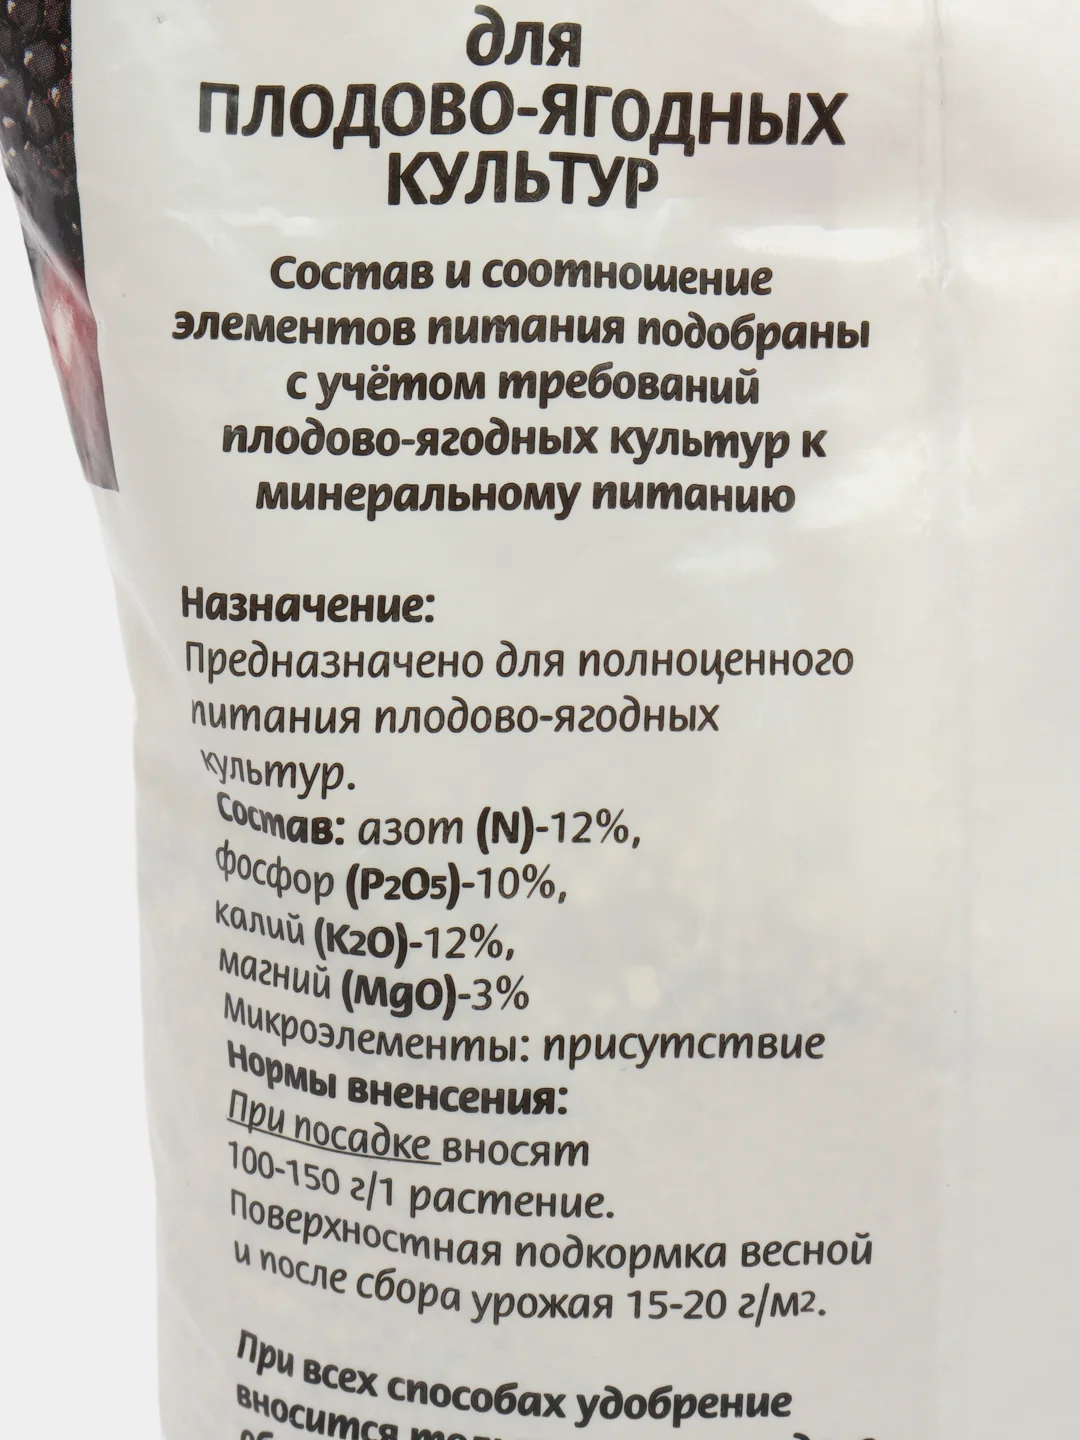 для
ПЛОДОВО-ЯГОДНЫХ
КУЛЬТУР
Состав и соотношение
элементов питания подобраны
с учётом требований
плодово-ягодных культур к
минеральному питанию
Назначение:
Предназначено для полноценного
питания плодово-ягодных
культур.
Состав: азот (N)-12%,
фосфор (P2O5)-10%,
калий (K2O)-12%,
магний (MgO)-3%
Микроэлементы: присутствие
Нормы вненсения:
При посадке вносят
100-150 г/1 растение.
Поверхностная подкормка весной
и после сбора урожая 15-20 г/м2.
При всех способах удобрение
вносится